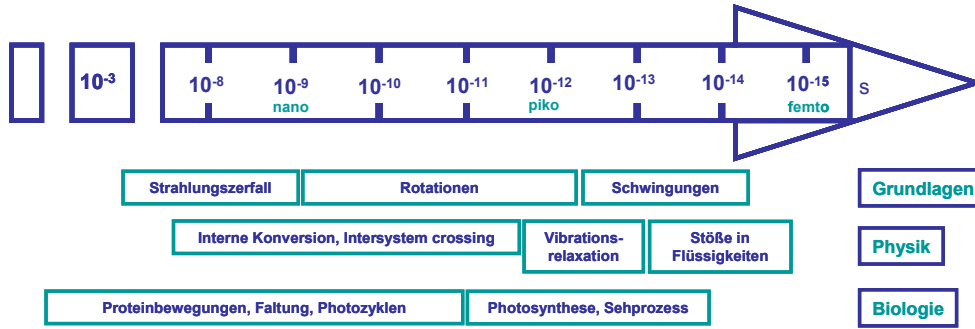 10⁻³ 10⁻⁸ 10⁻⁹ 10⁻¹⁰ 10⁻¹¹ 10⁻¹² 10⁻¹³ 10⁻¹⁴ 10⁻¹⁵ s
nano piko femto
Strahlungszerfall Rotationen Schwingungen Grundlagen
Interne Konversion, Intersystem crossing
Vibrations-
relaxation
Stöße in
Flüssigkeiten
Physik
Proteinbewegungen, Faltung, Photozyklen Photosynthese, Sehprozess Biologie